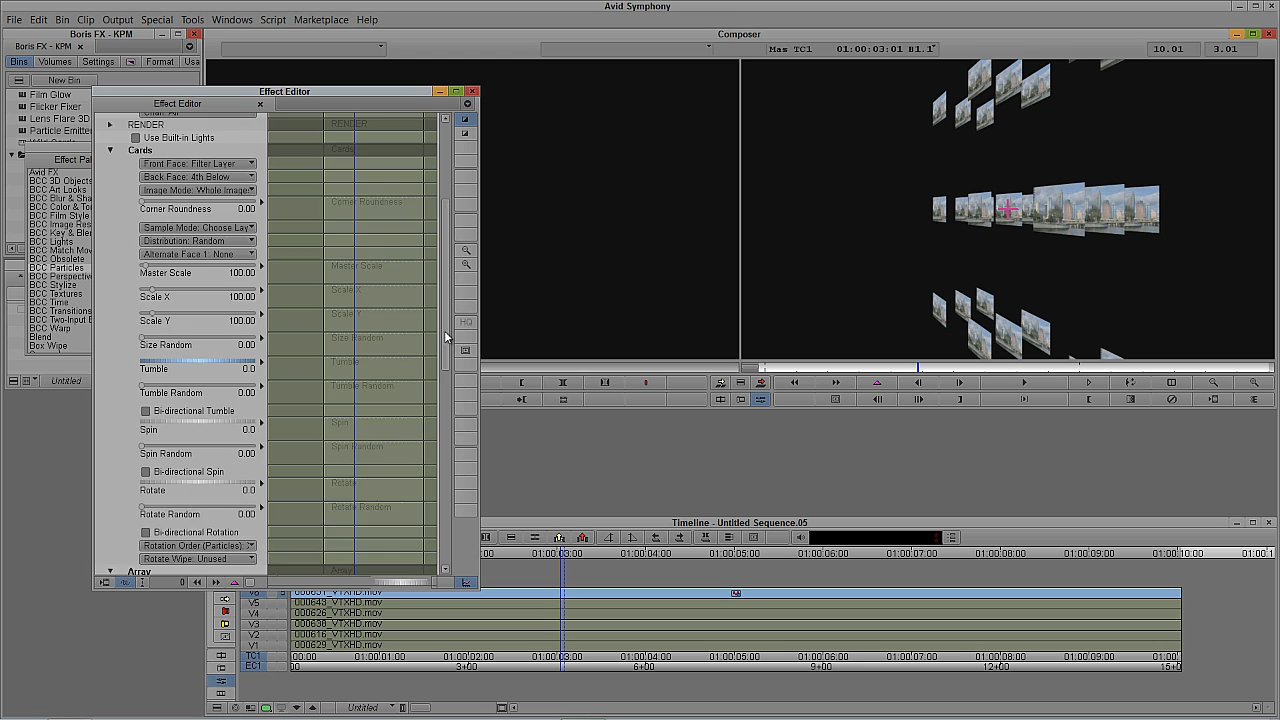 Avid Symphony
File Edit Bin Clip Output Special Tools Windows Script Marketplace Help
Boris FX - KPM
Boris FX - KPM
Bins Volumes Settings Format Usa
New Bin
Film Glow
Flicker Fixer
Lens Flare 3D
Particle Emitter
Effect Pal
Avid FX
BCC 3D Objects
BCC Art Looks
BCC Blur & Sha
BCC Color & To
BCC Film Style
BCC Image Res
BCC Key & Blen
BCC Lights
BCC Match Mov
BCC Obsolete
BCC Particles
BCC Perspectiv
BCC Stylize
BCC Textures
BCC Time
BCC Transitions
BCC Two-Input E
BCC Warp
Blend
Box Wipe
Untitled
Composer
Mas TC1 01:00:03:01 B1.1
10.01 3.01
Effect Editor
Effect Editor
RENDER
RENDER
Use Built-in Lights
Cards
Cards
Front Face: Filter Layer
Back Face: 4th Below
Image Mode: Whole Image
Corner Roundness 0.00
Corner Roundness
Sample Mode: Choose Lay
Distribution: Random
Alternate Face 1: None
Master Scale 100.00
Master Scale
Scale X 100.00
Scale X
Scale Y 100.00
Scale Y
Size Random 0.00
Size Random
Tumble 0.0
Tumble
Tumble Random 0.00
Tumble Random
Bi-directional Tumble
Spin 0.0
Spin
Spin Random 0.00
Spin Random
Bi-directional Spin
Rotate 0.0
Rotate
Rotate Random 0.00
Rotate Random
Bi-directional Rotation
Rotation Order (Particles)
Rotate Wipe: Unused
Array
Array
HQ
0
Timeline - Untitled Sequence.05
00:00 01:00:03:00 01:00:04:00 01:00:05:00 01:00:06:00 01:00:07:00 01:00:08:00 01:00:09:00 01:00:10:00 01:00:1
V6 000631_VTXHD.mov
V5 000643_VTXHD.mov
V4 000626_VTXHD.mov
V3 000638_VTXHD.mov
V2 000616_VTXHD.mov
V1 000629_VTXHD.mov
TC1 00:00 01:00:01:00 01:00:02:00 01:00:03:00 01:00:04:00 01:00:05:00 01:00:06:00 01:00:07:00 01:00:08:00 01:00:09:00 01:00
EC1 00 3+00 6+00 9+00 12+00 15+0
Untitled